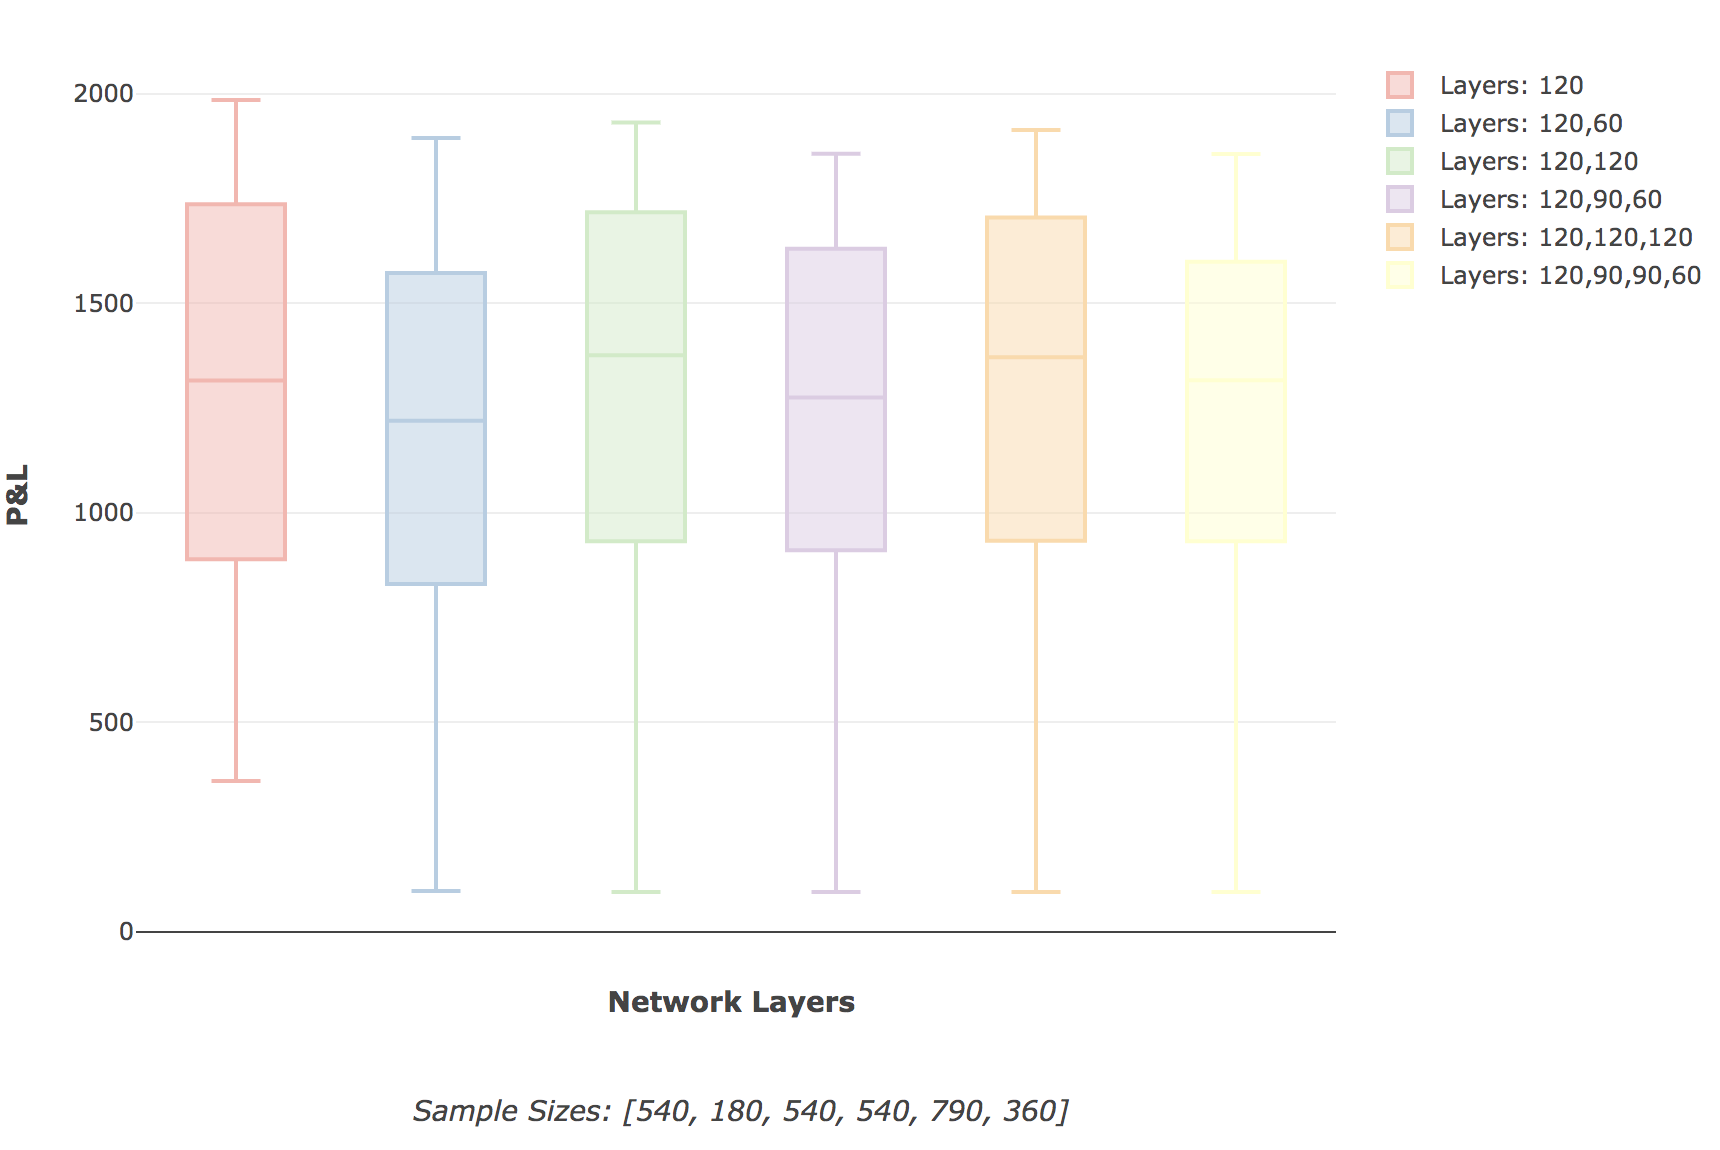 2000
1500
1000
500
0
P&L
Network Layers
Sample Sizes: [540, 180, 540, 540, 790, 360]
Layers: 120
Layers: 120,60
Layers: 120,120
Layers: 120,90,60
Layers: 120,120,120
Layers: 120,90,90,60